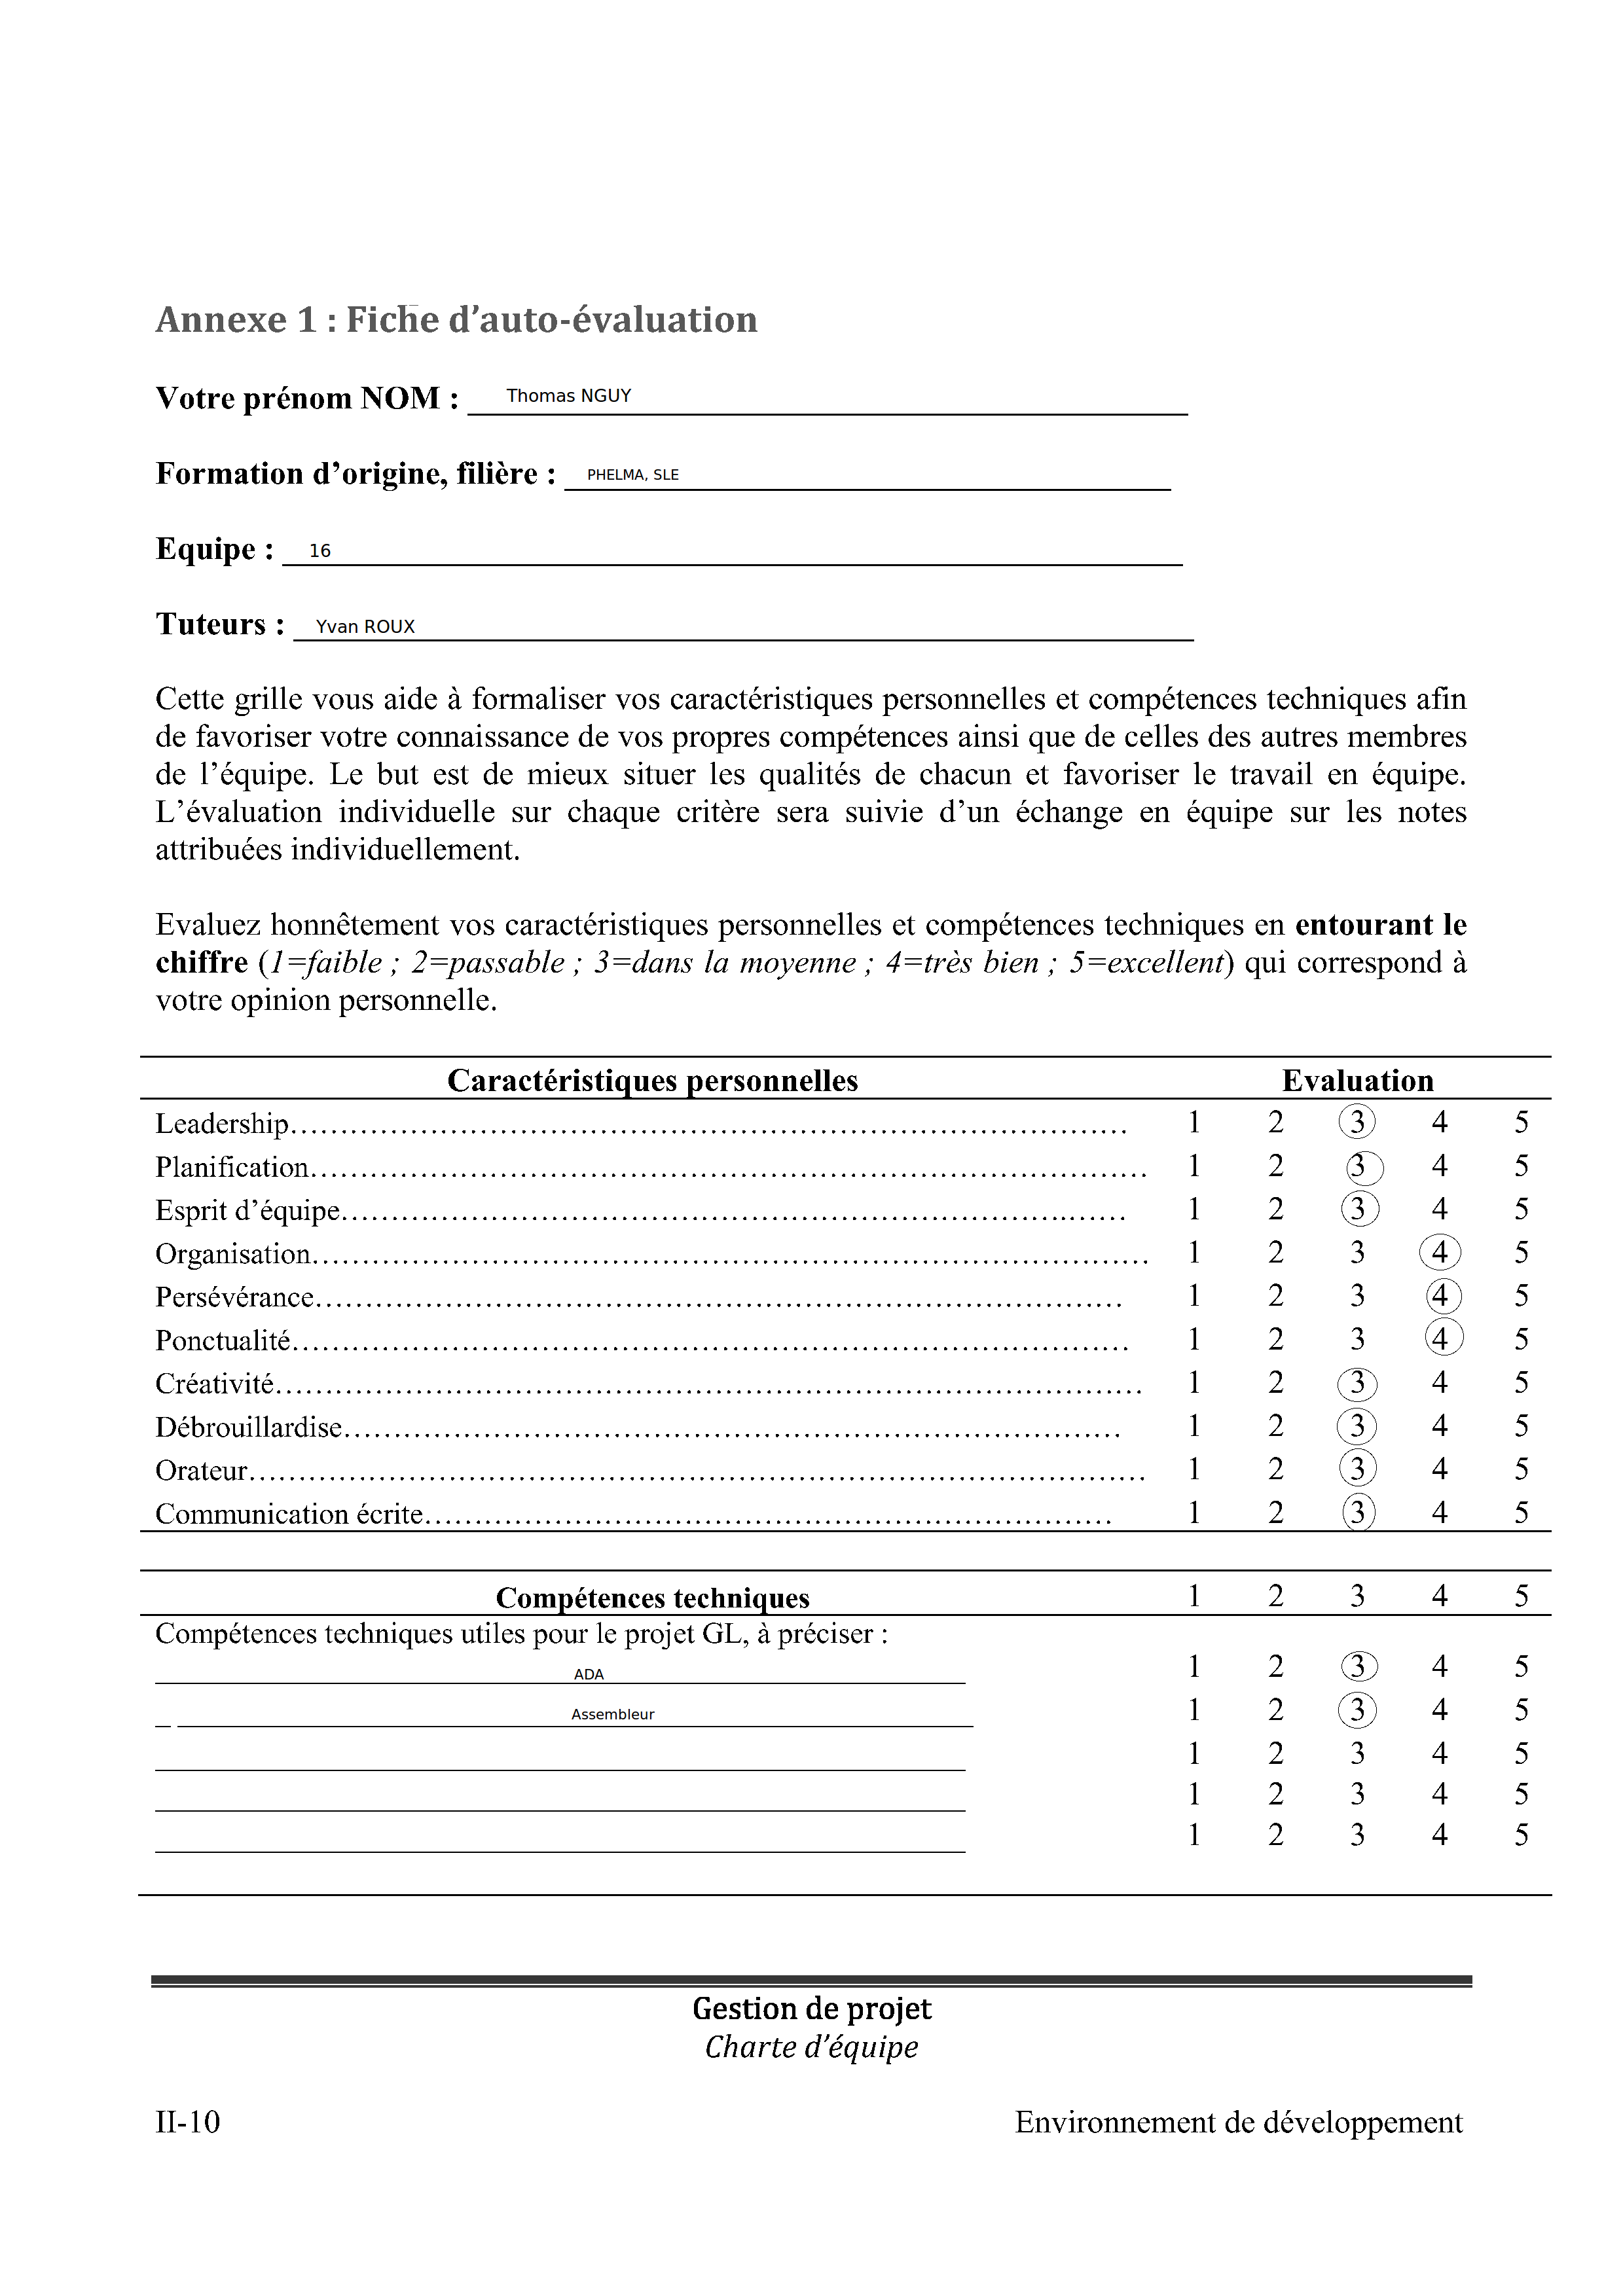 Annexe 1 : Fiche d’auto-évaluation
Votre prénom NOM : Thomas NGUY
Formation d’origine, filière : PHELMA, SLE
Equipe : 16
Tuteurs : Yvan ROUX
Cette grille vous aide à formaliser vos caractéristiques personnelles et compétences techniques afin
de favoriser votre connaissance de vos propres compétences ainsi que de celles des autres membres
de l’équipe. Le but est de mieux situer les qualités de chacun et favoriser le travail en équipe.
L’évaluation individuelle sur chaque critère sera suivie d’un échange en équipe sur les notes
attribuées individuellement.
Evaluez honnêtement vos caractéristiques personnelles et compétences techniques en entourant le
chiffre (1=faible ; 2=passable ; 3=dans la moyenne ; 4=très bien ; 5=excellent) qui correspond à
votre opinion personnelle.
Caractéristiques personnelles Evaluation
Leadership 1 2 3 4 5
Planification 1 2 3 4 5
Esprit d’équipe 1 2 3 4 5
Organisation 1 2 3 4 5
Persévérance 1 2 3 4 5
Ponctualité 1 2 3 4 5
Créativité 1 2 3 4 5
Débrouillardise 1 2 3 4 5
Orateur 1 2 3 4 5
Communication écrite 1 2 3 4 5
Compétences techniques 1 2 3 4 5
Compétences techniques utiles pour le projet GL, à préciser :
ADA 1 2 3 4 5
Assembleur 1 2 3 4 5
1 2 3 4 5
1 2 3 4 5
1 2 3 4 5
Gestion de projet
Charte d’équipe
II-10 Environnement de développement